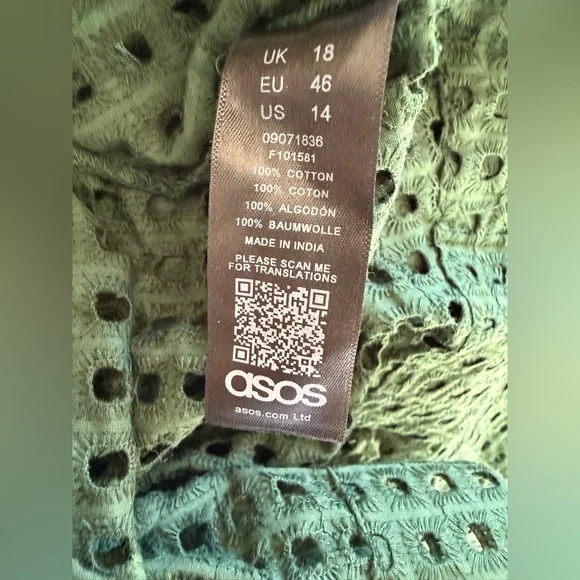 UK 18
EU 46
US 14
09071836
F101581
100% COTTON
100% COTON
100% ALGODÓN
100% BAUMWOLLE
MADE IN INDIA
PLEASE SCAN ME
FOR TRANSLATIONS
asos
asos.com Ltd